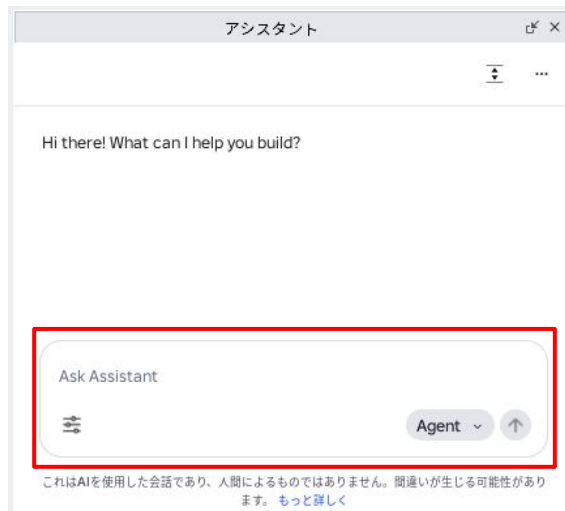 アシスタント
Hi there! What can I help you build?
Ask Assistant
Agent
これはAIを使用した会話であり、人間によるものではありません。間違いが生じる可能性があり
ます。 もっと詳しく